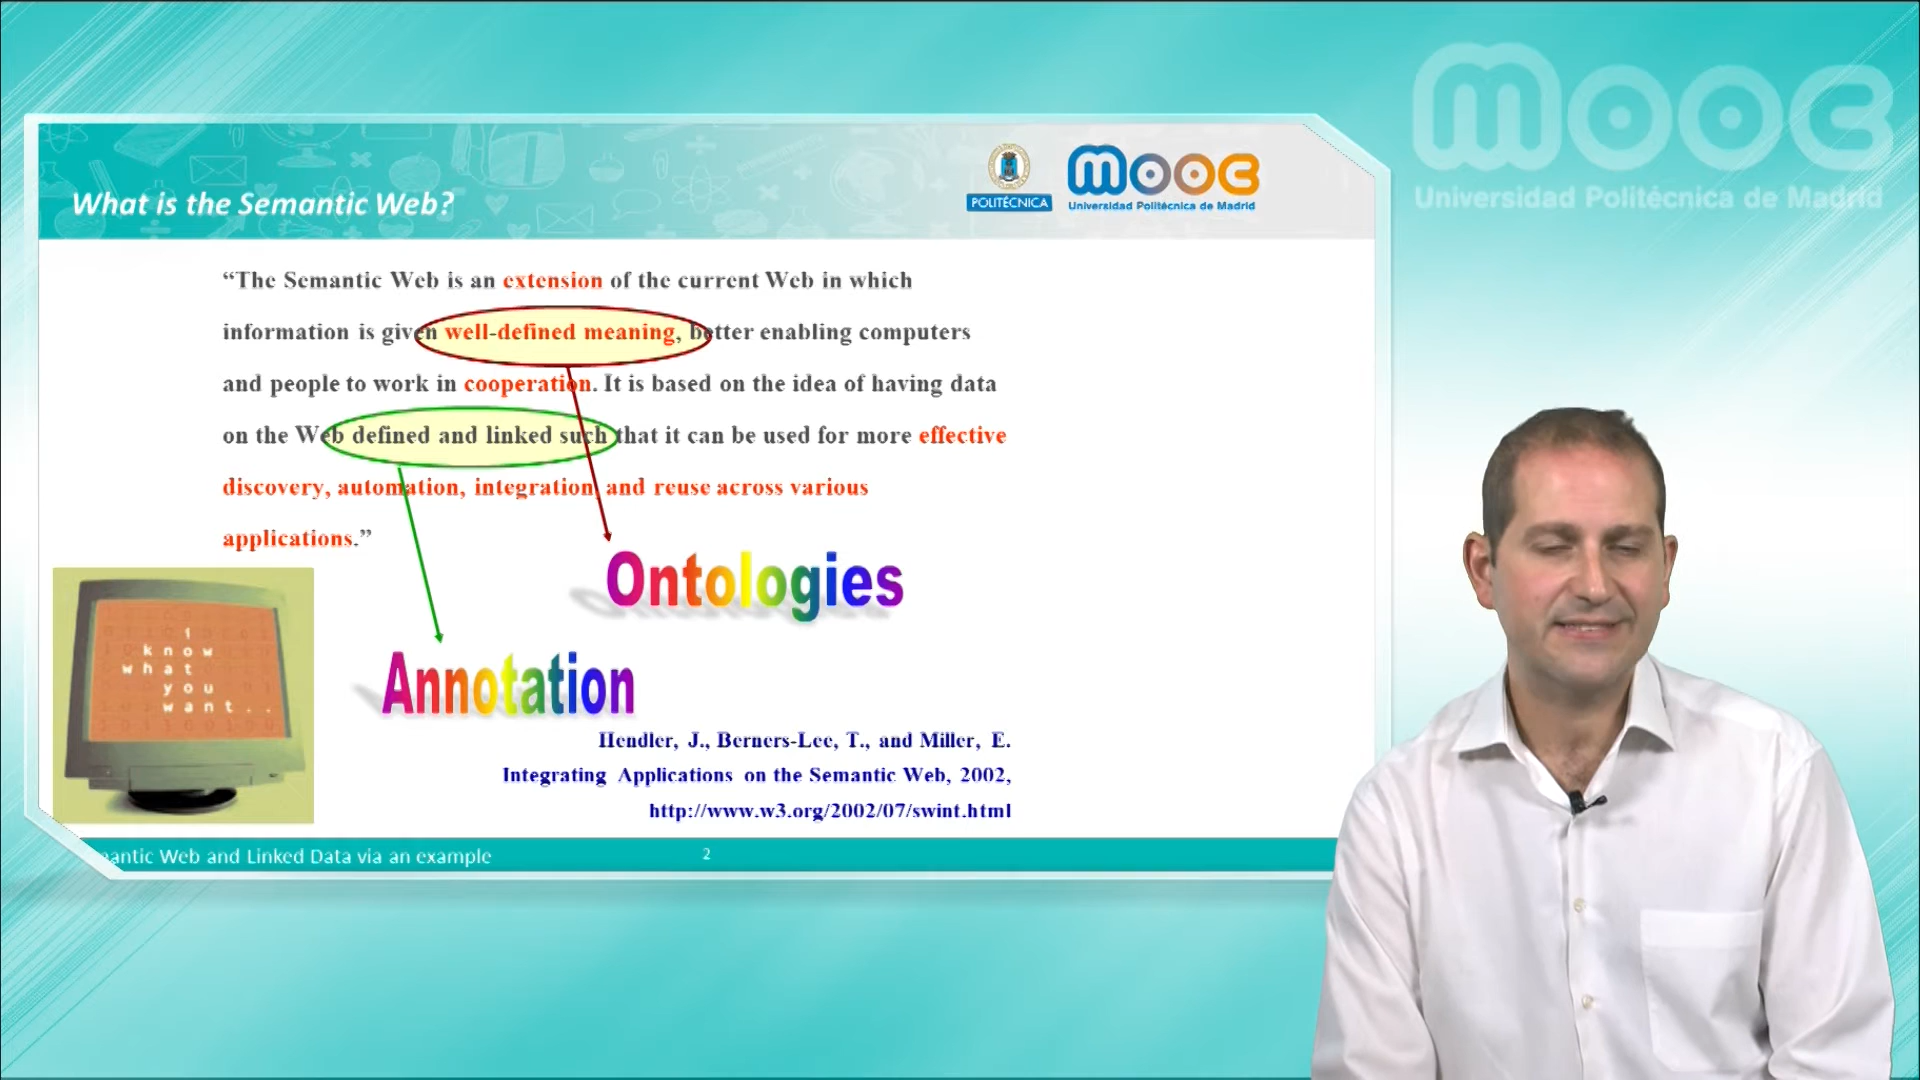 mooc
Universidad Politécnica de Madrid
What is the Semantic Web?
POLITÉCNICA
mooc
Universidad Politécnica de Madrid
“The Semantic Web is an extension of the current Web in which
information is given well-defined meaning, better enabling computers
and people to work in cooperation. It is based on the idea of having data
on the Web defined and linked such that it can be used for more effective
discovery, automation, integration, and reuse across various
applications.”
Ontologies
Annotation
I
know
what
you
want..
Hendler, J., Berners-Lee, T., and Miller, E.
Integrating Applications on the Semantic Web, 2002,
http://www.w3.org/2002/07/swint.html
antic Web and Linked Data via an example
2